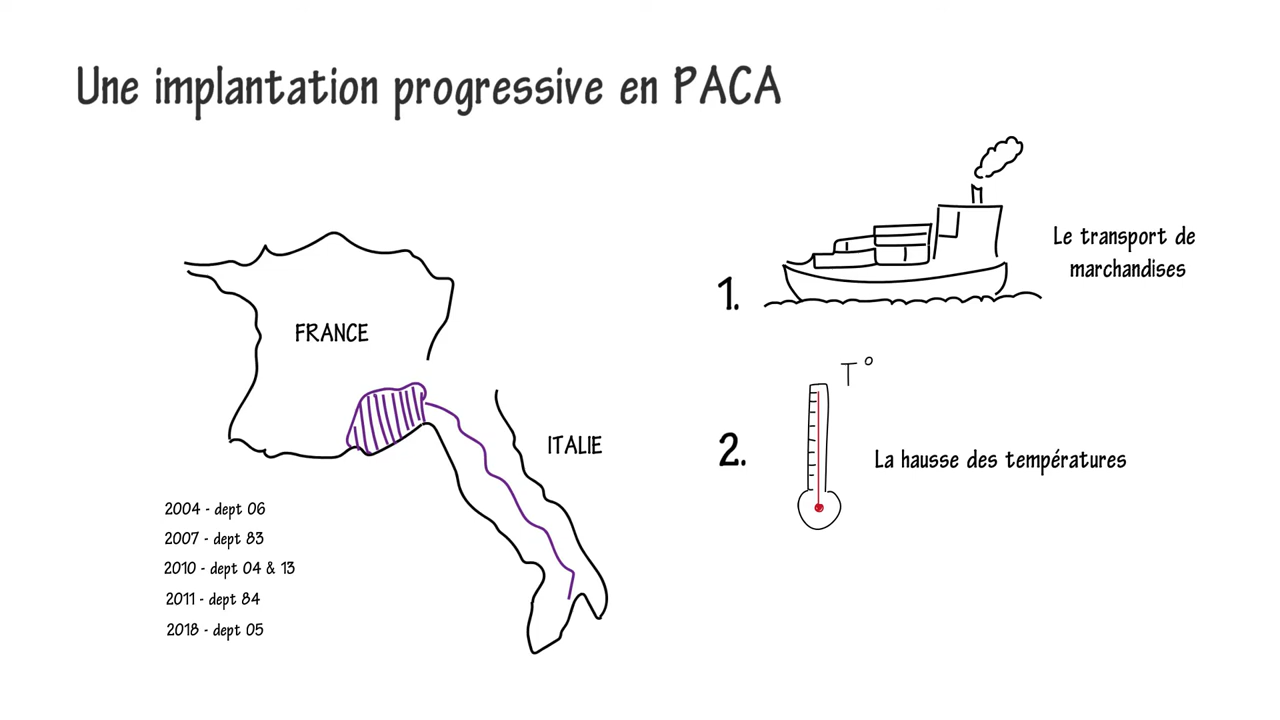 Une implantation progressive en PACA
FRANCE
ITALIE
2004 - dept 06
2007 - dept 83
2010 - dept 04 & 13
2011 - dept 84
2018 - dept 05
1.
Le transport de
marchandises
T°
2.
La hausse des températures